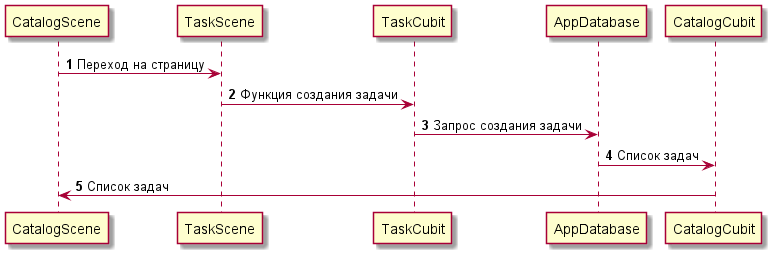 CatalogScene TaskScene TaskCubit AppDatabase CatalogCubit
1 Переход на страницу
2 Функция создания задачи
3 Запрос создания задачи
4 Список задач
5 Список задач
CatalogScene TaskScene TaskCubit AppDatabase CatalogCubit